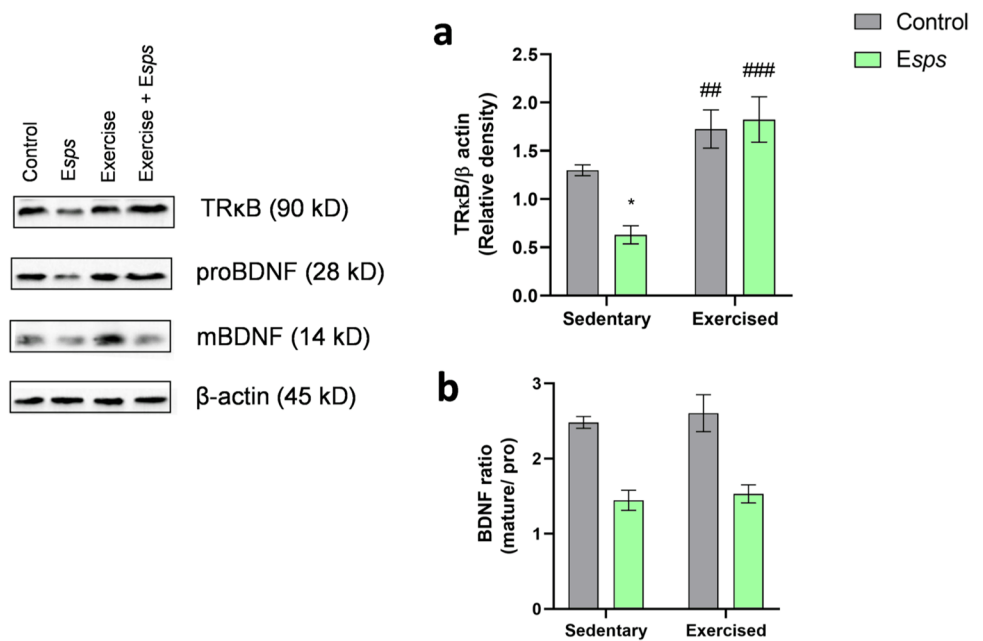 Control
Esps
Exercise
Exercise + Esps
TRκB (90 kD)
proBDNF (28 kD)
mBDNF (14 kD)
β-actin (45 kD)
a
Control
Esps
TRκB/β actin
(Relative density)
2.5
2.0
1.5
1.0
0.5
0.0
*
##
###
Sedentary
Exercised
b
BDNF ratio
(mature/ pro)
3
2
1
0
Sedentary
Exercised